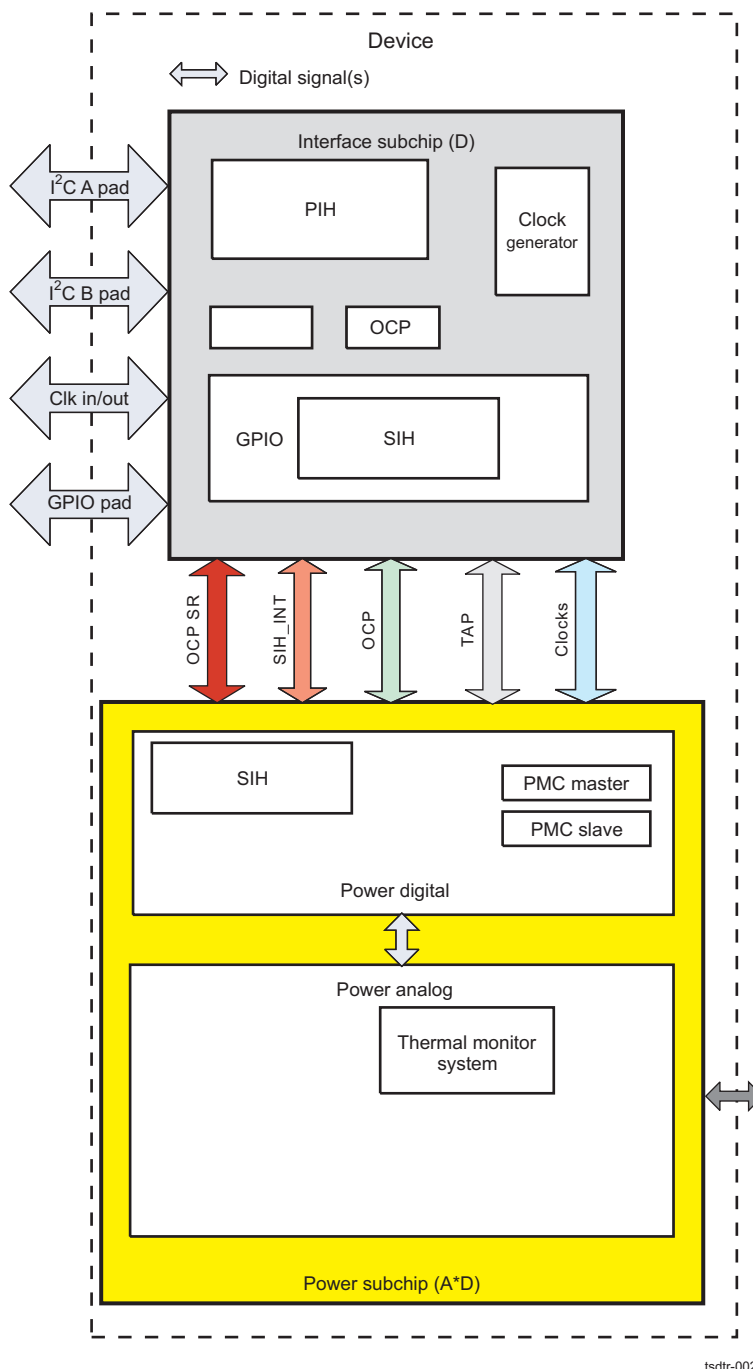 Device
Digital signal(s)
Interface subchip (D)
I²C A pad
PIH
Clock
generator
I²C B pad
OCP
Clk in/out
GPIO
SIH
GPIO pad
OCP SR
SIH_INT
OCP
TAP
Clocks
SIH
PMC master
PMC slave
Power digital
Power analog
Thermal monitor
system
Power subchip (A*D)